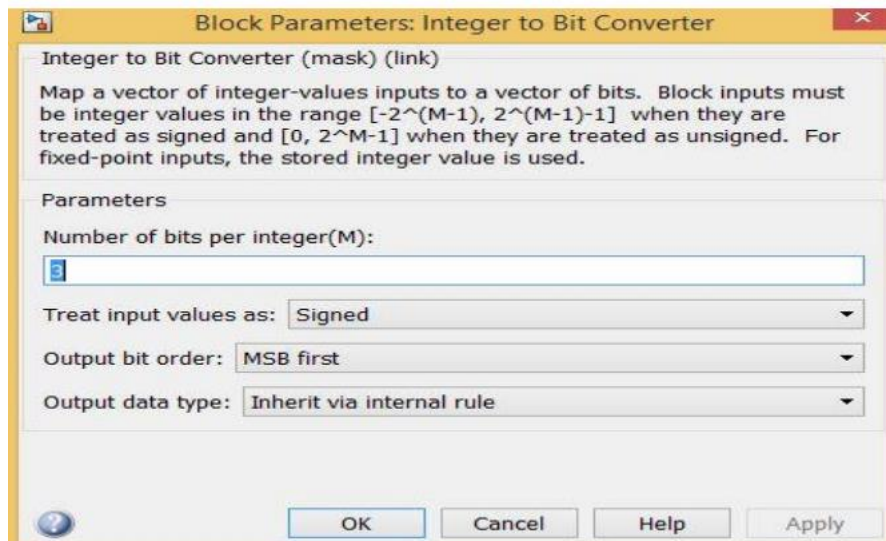 Block Parameters: Integer to Bit Converter
Integer to Bit Converter (mask) (link)
Map a vector of integer-values inputs to a vector of bits. Block inputs must
be integer values in the range [-2^(M-1), 2^(M-1)-1] when they are
treated as signed and [0, 2^M-1] when they are treated as unsigned. For
fixed-point inputs, the stored integer value is used.
Parameters
Number of bits per integer(M):
3
Treat input values as: Signed
Output bit order: MSB first
Output data type: Inherit via internal rule
OK Cancel Help Apply